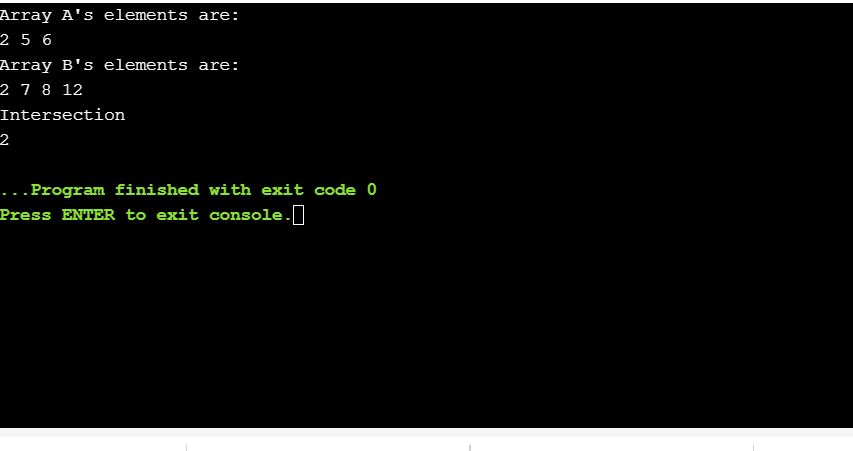 Array A's elements are:
2 5 6
Array B's elements are:
2 7 8 12
Intersection
2
...Program finished with exit code 0
Press ENTER to exit console.